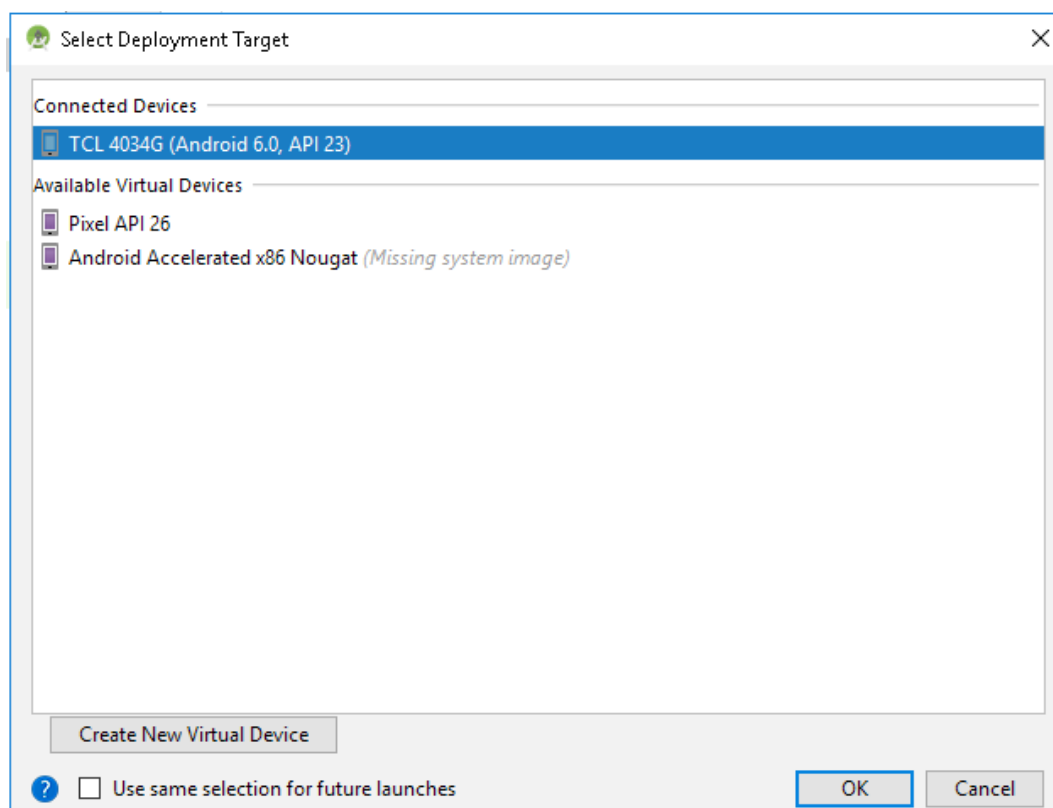 Select Deployment Target
Connected Devices
TCL 4034G (Android 6.0, API 23)
Available Virtual Devices
Pixel API 26
Android Accelerated x86 Nougat (Missing system image)
Create New Virtual Device
? Use same selection for future launches OK Cancel